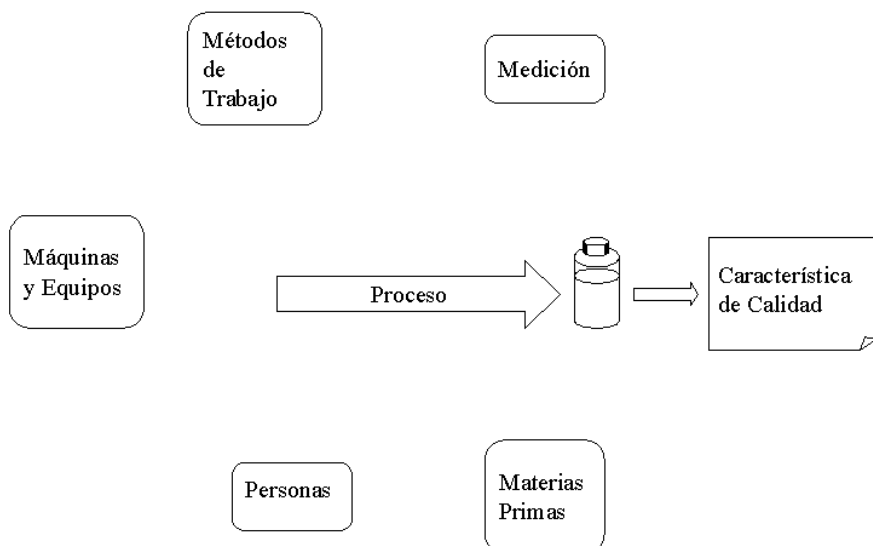 Métodos
de
Trabajo
Medición
Máquinas
y Equipos
Proceso
Característica
de Calidad
Personas
Materias
Primas